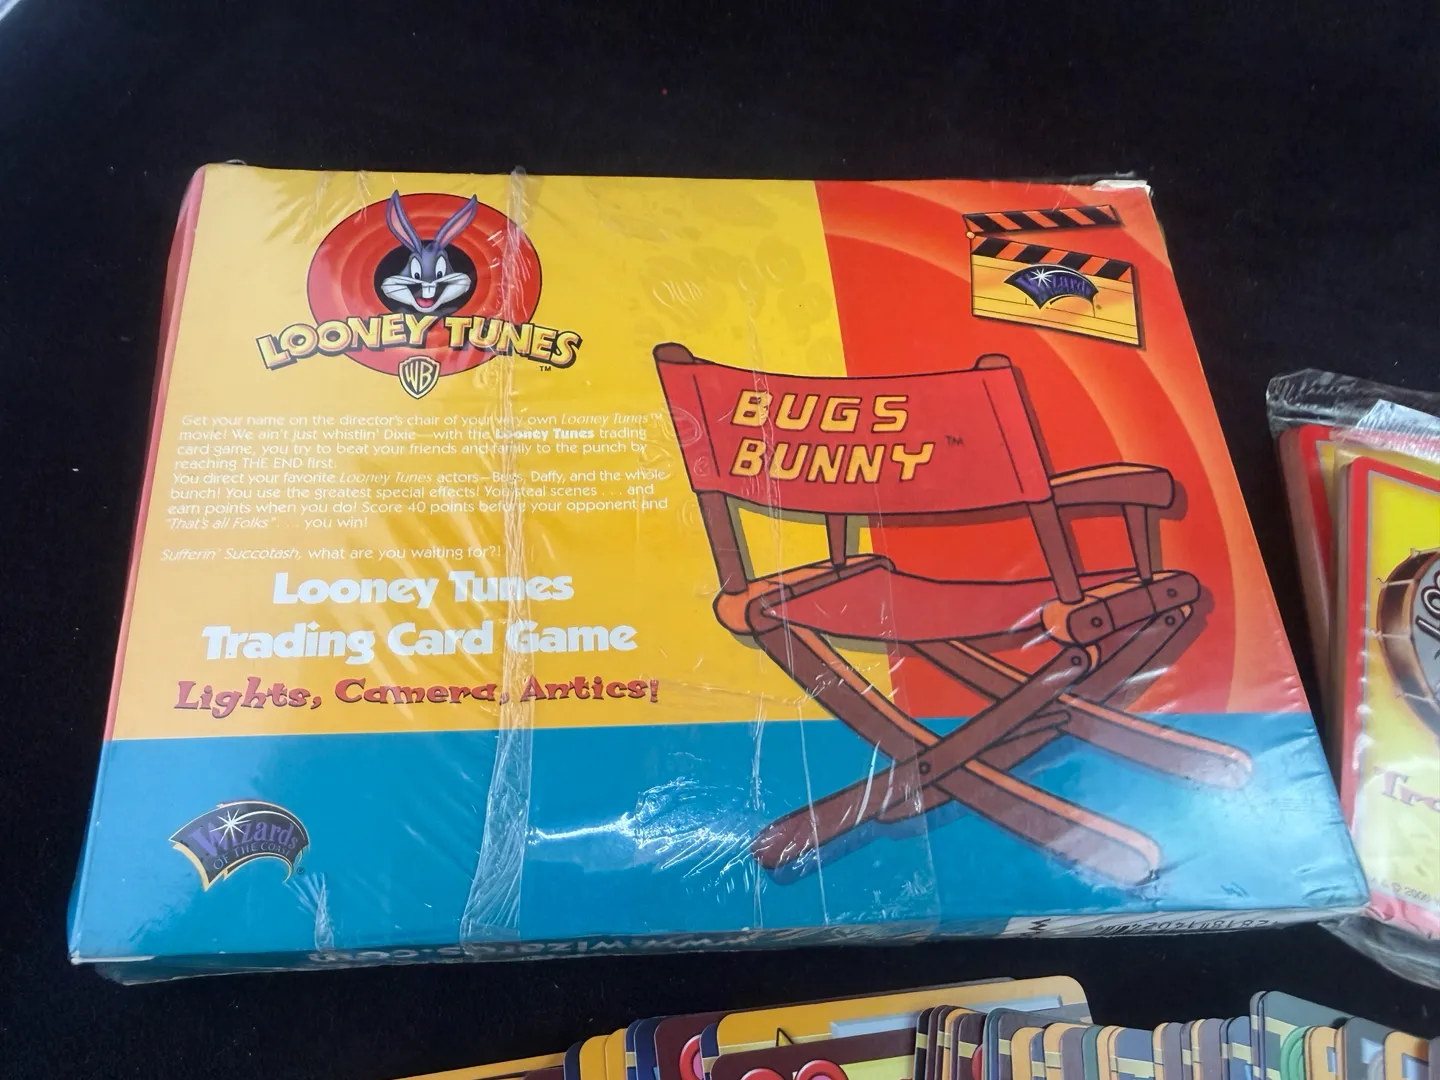 LOONEY TUNES™
WB
Get your name on the director's chair of your very own Looney Tunes™
movie! We ain't just whistlin' Dixie—with the Looney Tunes trading
card game, you try to beat your friends and family to the punch by
reaching THE END first.
You direct your favorite Looney Tunes actors—Bugs, Daffy, and the whole
bunch! You use the greatest special effects! You steal scenes . . . and
earn points when you do! Score 40 points before your opponent and
"That's all Folks" . . . you win!
Sufferin' Succotash, what are you waiting for?!
Looney Tunes
Trading Card Game
Lights, Camera, Antics!
Wizards
OF THE COAST®
Wizards
BUGS
BUNNY™
www.wizards.com